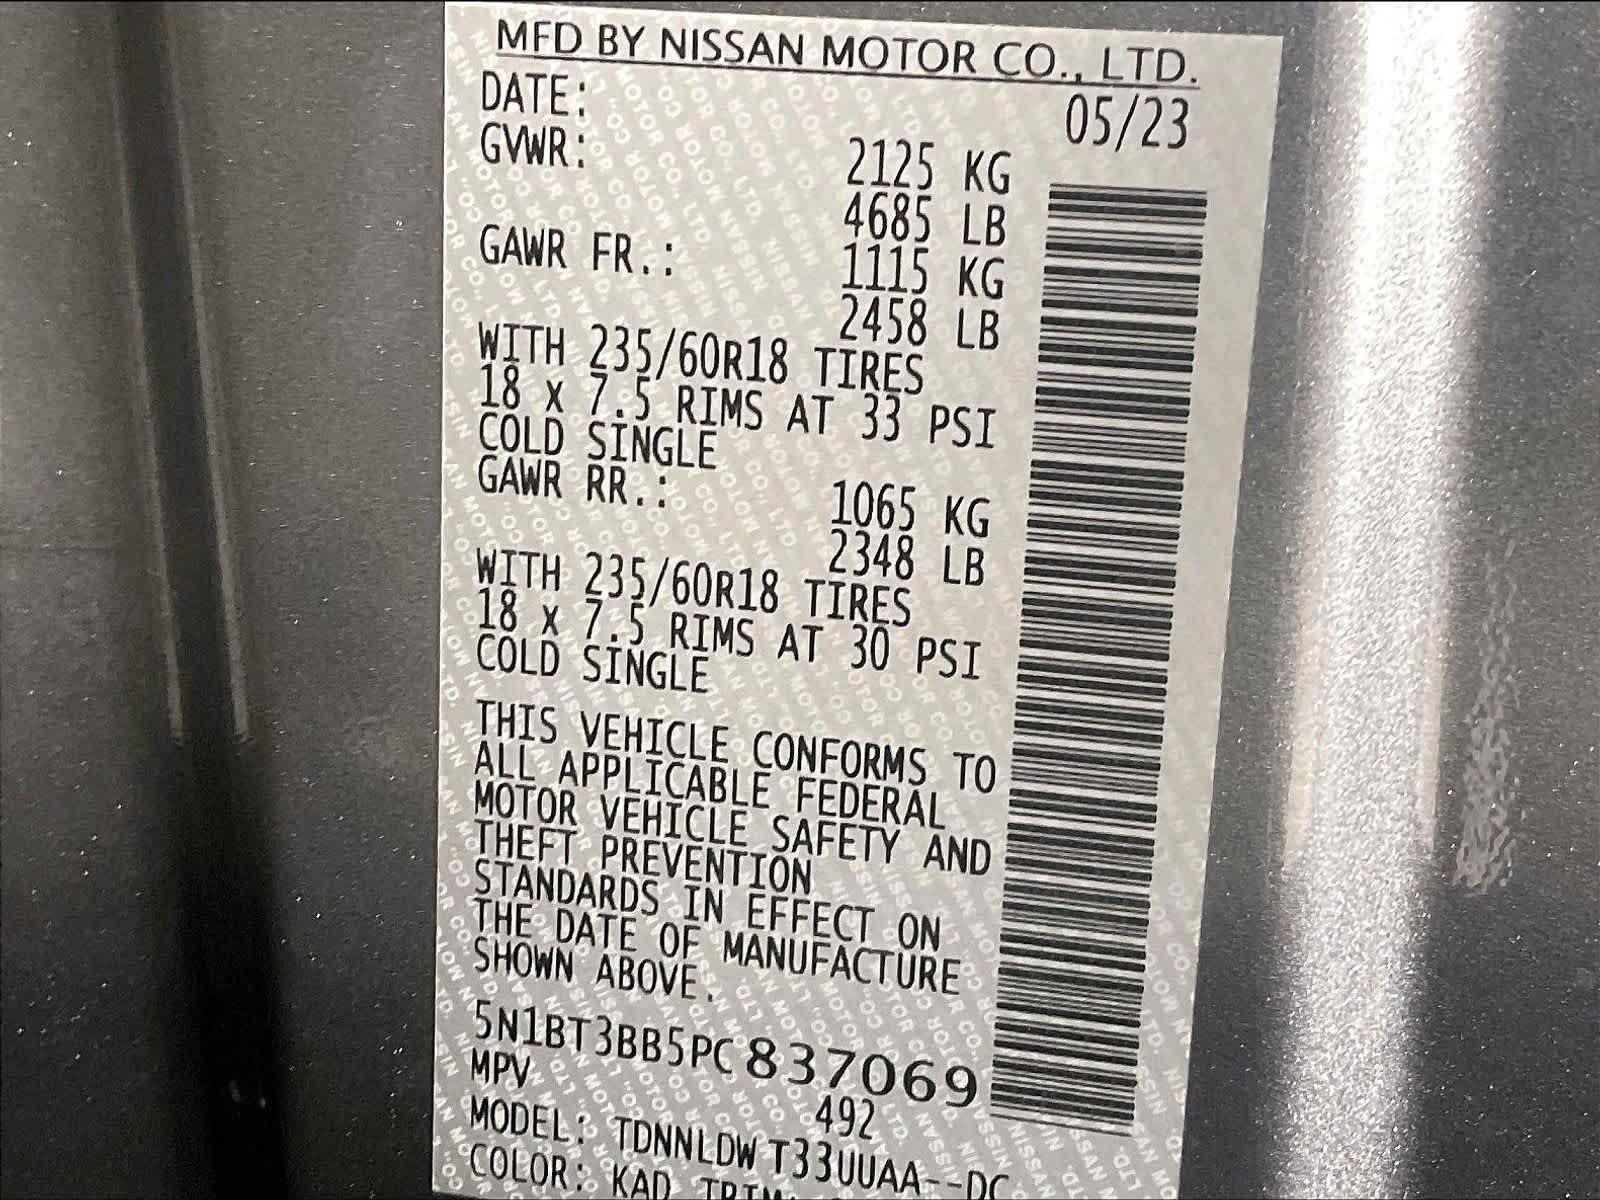 MFD BY NISSAN MOTOR CO., LTD.
DATE: 05/23
GVWR: 2125 KG
4685 LB
GAWR FR.: 1115 KG
2458 LB
WITH 235/60R18 TIRES
18 x 7.5 RIMS AT 33 PSI
COLD SINGLE
GAWR RR.: 1065 KG
2348 LB
WITH 235/60R18 TIRES
18 x 7.5 RIMS AT 30 PSI
COLD SINGLE
THIS VEHICLE CONFORMS TO
ALL APPLICABLE FEDERAL
MOTOR VEHICLE SAFETY AND
THEFT PREVENTION
STANDARDS IN EFFECT ON
THE DATE OF MANUFACTURE
SHOWN ABOVE.
5N1BT3BB5PC837069
MPV 492
MODEL: TDNNLDW T33UUAA--DC
COLOR: KAD TRIM: